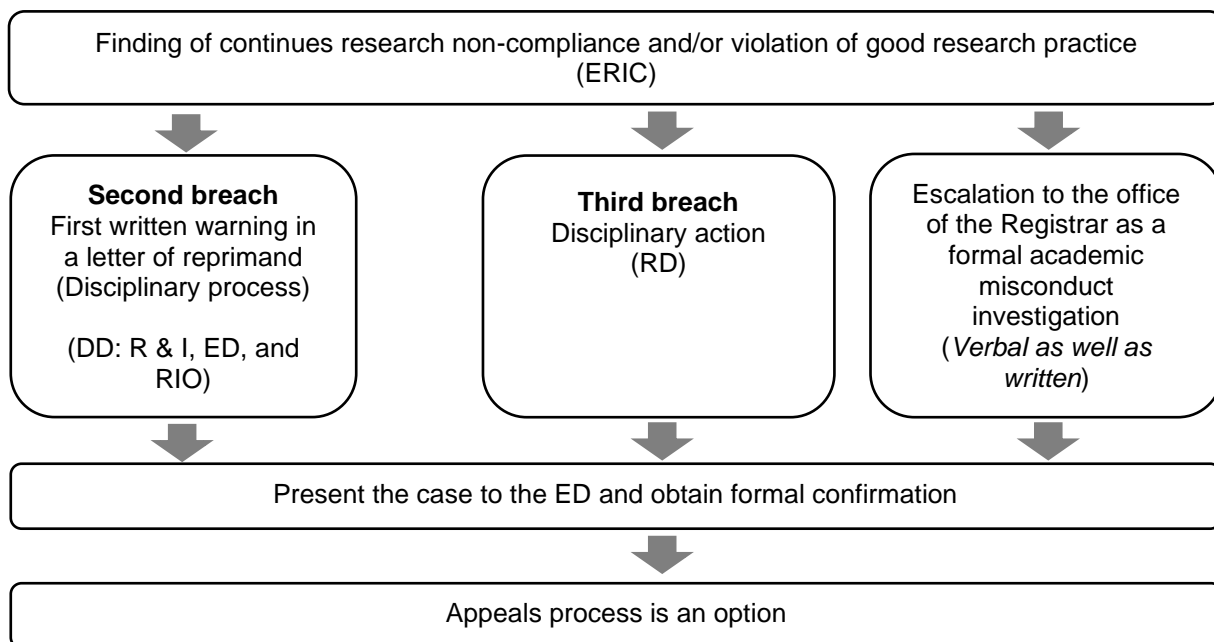 Finding of continues research non-compliance and/or violation of good research practice
(ERIC)
Second breach
First written warning in
a letter of reprimand
(Disciplinary process)
(DD: R & I, ED, and
RIO)
Third breach
Disciplinary action
(RD)
Escalation to the office
of the Registrar as a
formal academic
misconduct
investigation
(Verbal as well as
written)
Present the case to the ED and obtain formal confirmation
Appeals process is an option